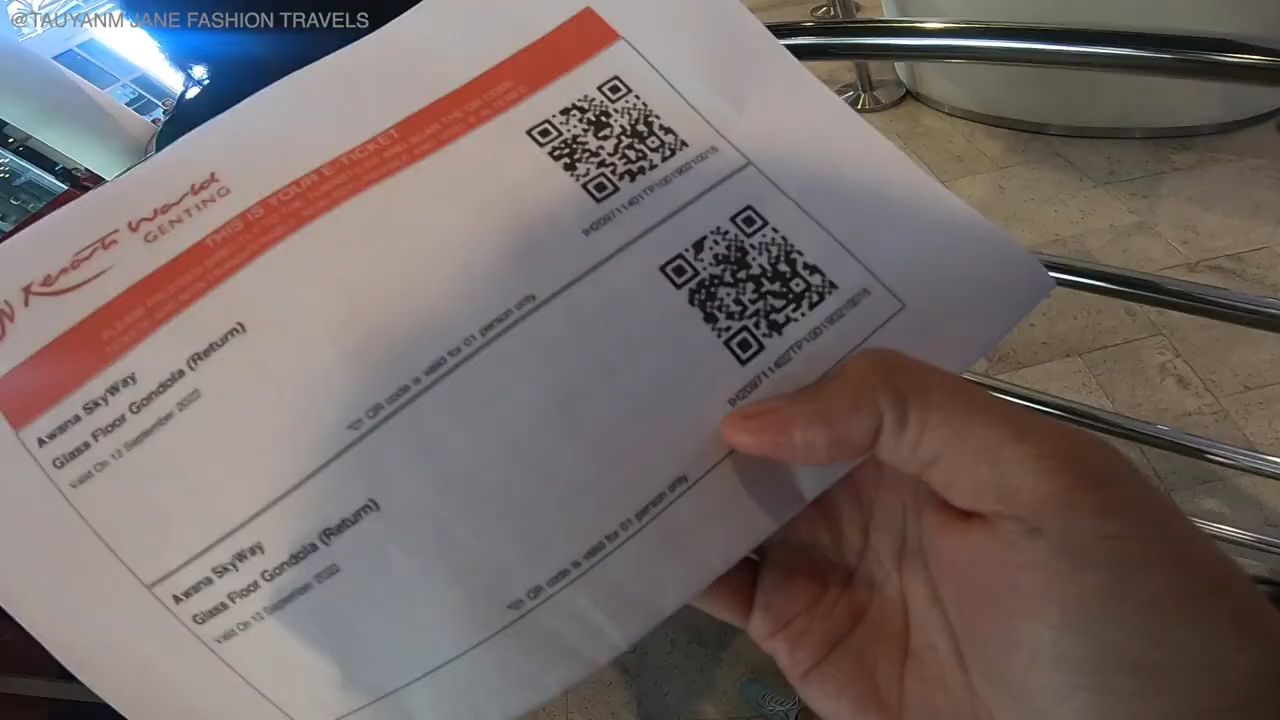 @TAUYANM JANE FASHION TRAVELS
Resorts World
GENTING
THIS IS YOUR E-TICKET
Awana SkyWay
Glass Floor Gondola (Return)
Valid On 12 September 2022
QR code is valid for 01 person only
Awana SkyWay
Glass Floor Gondola (Return)
Valid On 12 September 2022
QR code is valid for 01 person only